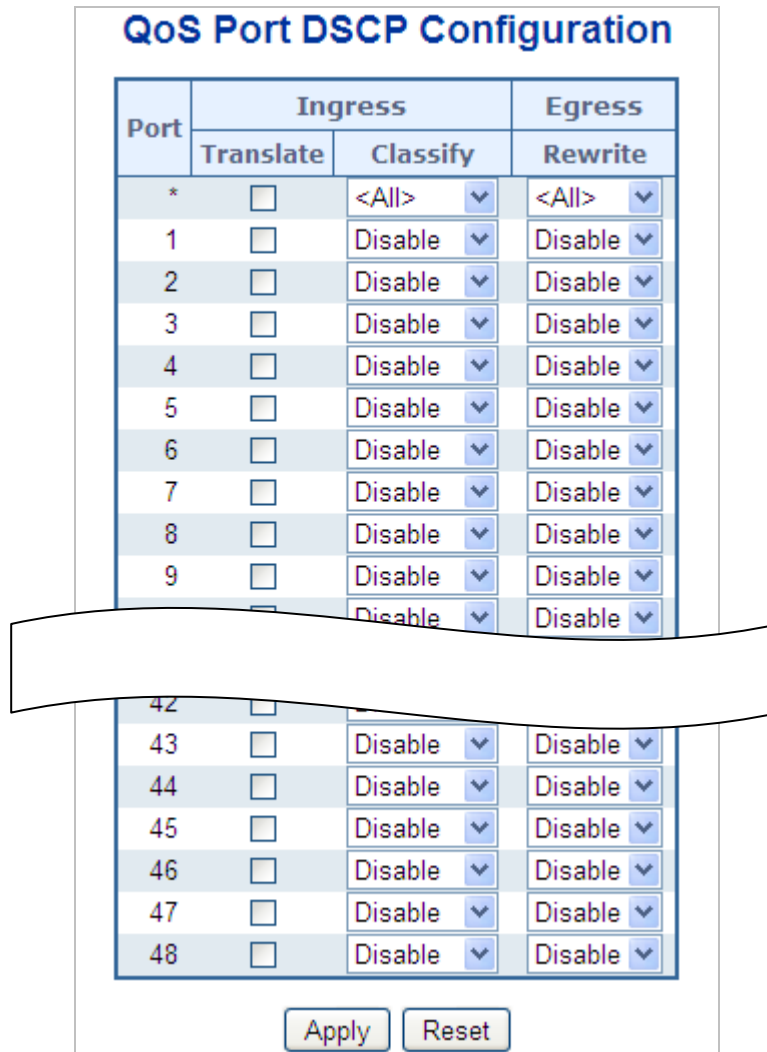 QoS Port DSCP Configuration
Port Ingress Egress
Translate Classify Rewrite
* <All> <All>
1 Disable Disable
2 Disable Disable
3 Disable Disable
4 Disable Disable
5 Disable Disable
6 Disable Disable
7 Disable Disable
8 Disable Disable
9 Disable Disable
Disable Disable
42
43 Disable Disable
44 Disable Disable
45 Disable Disable
46 Disable Disable
47 Disable Disable
48 Disable Disable
Apply Reset